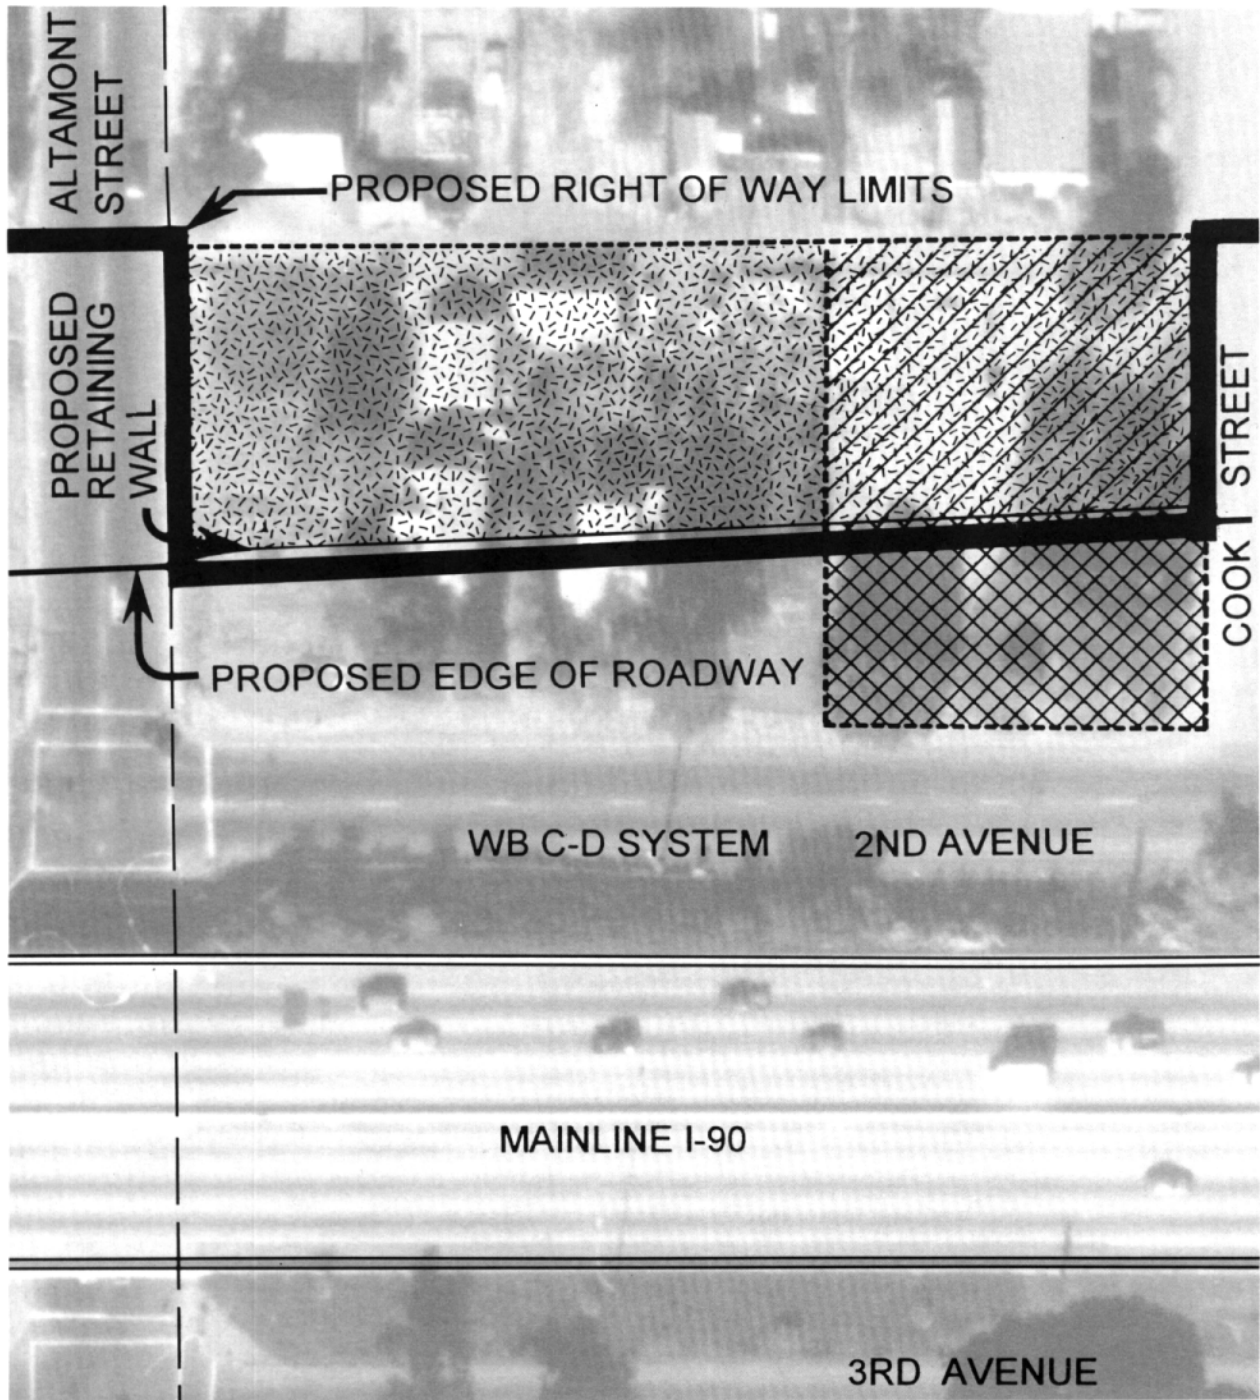 ALTAMONT
STREET
PROPOSED RIGHT OF WAY LIMITS
PROPOSED
RETAINING
WALL
COOK STREET
PROPOSED EDGE OF ROADWAY
WB C-D SYSTEM 2ND AVENUE
MAINLINE I-90
3RD AVENUE